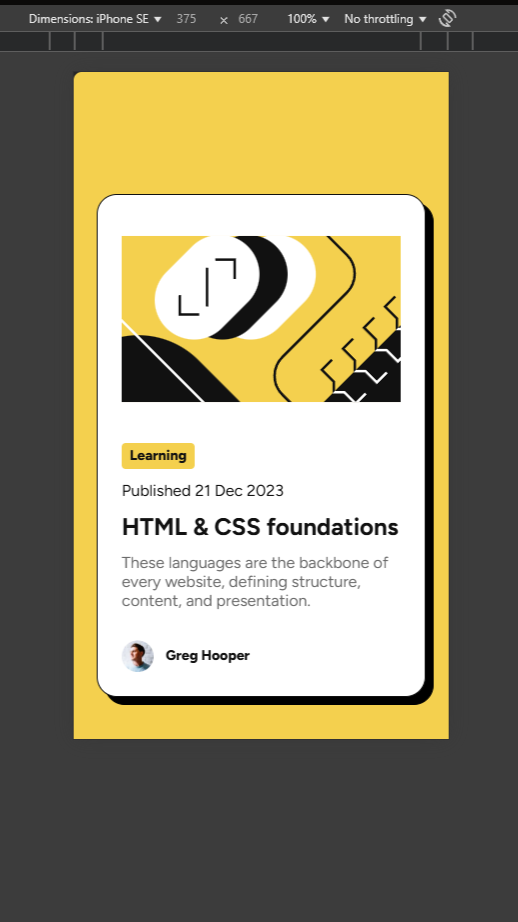 Dimensions: iPhone SE 375 × 667 100% No throttling
Learning
Published 21 Dec 2023
HTML & CSS foundations
These languages are the backbone of
every website, defining structure,
content, and presentation.
Greg Hooper